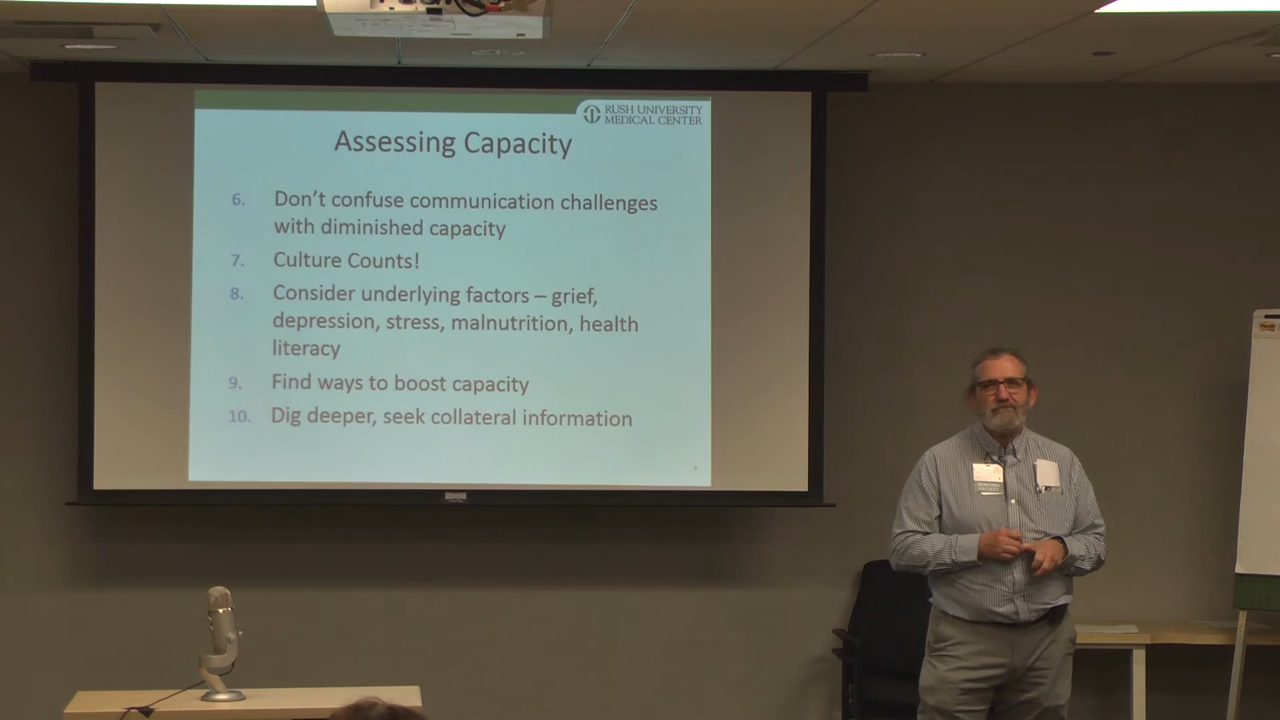 RUSH UNIVERSITY
MEDICAL CENTER
Assessing Capacity
6. Don't confuse communication challenges
with diminished capacity
7. Culture Counts!
8. Consider underlying factors – grief,
depression, stress, malnutrition, health
literacy
9. Find ways to boost capacity
10. Dig deeper, seek collateral information